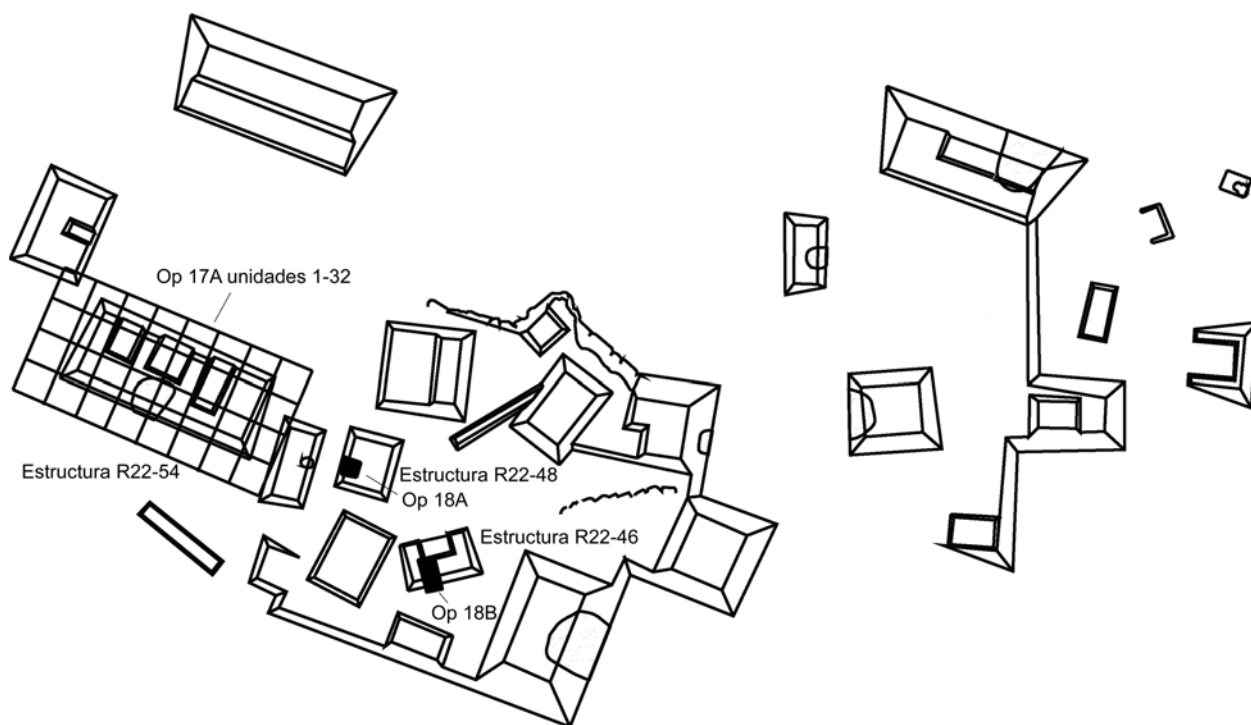 Op 17A unidades 1-32
Estructura R22-54
Estructura R22-48
Op 18A
Estructura R22-46
Op 18B